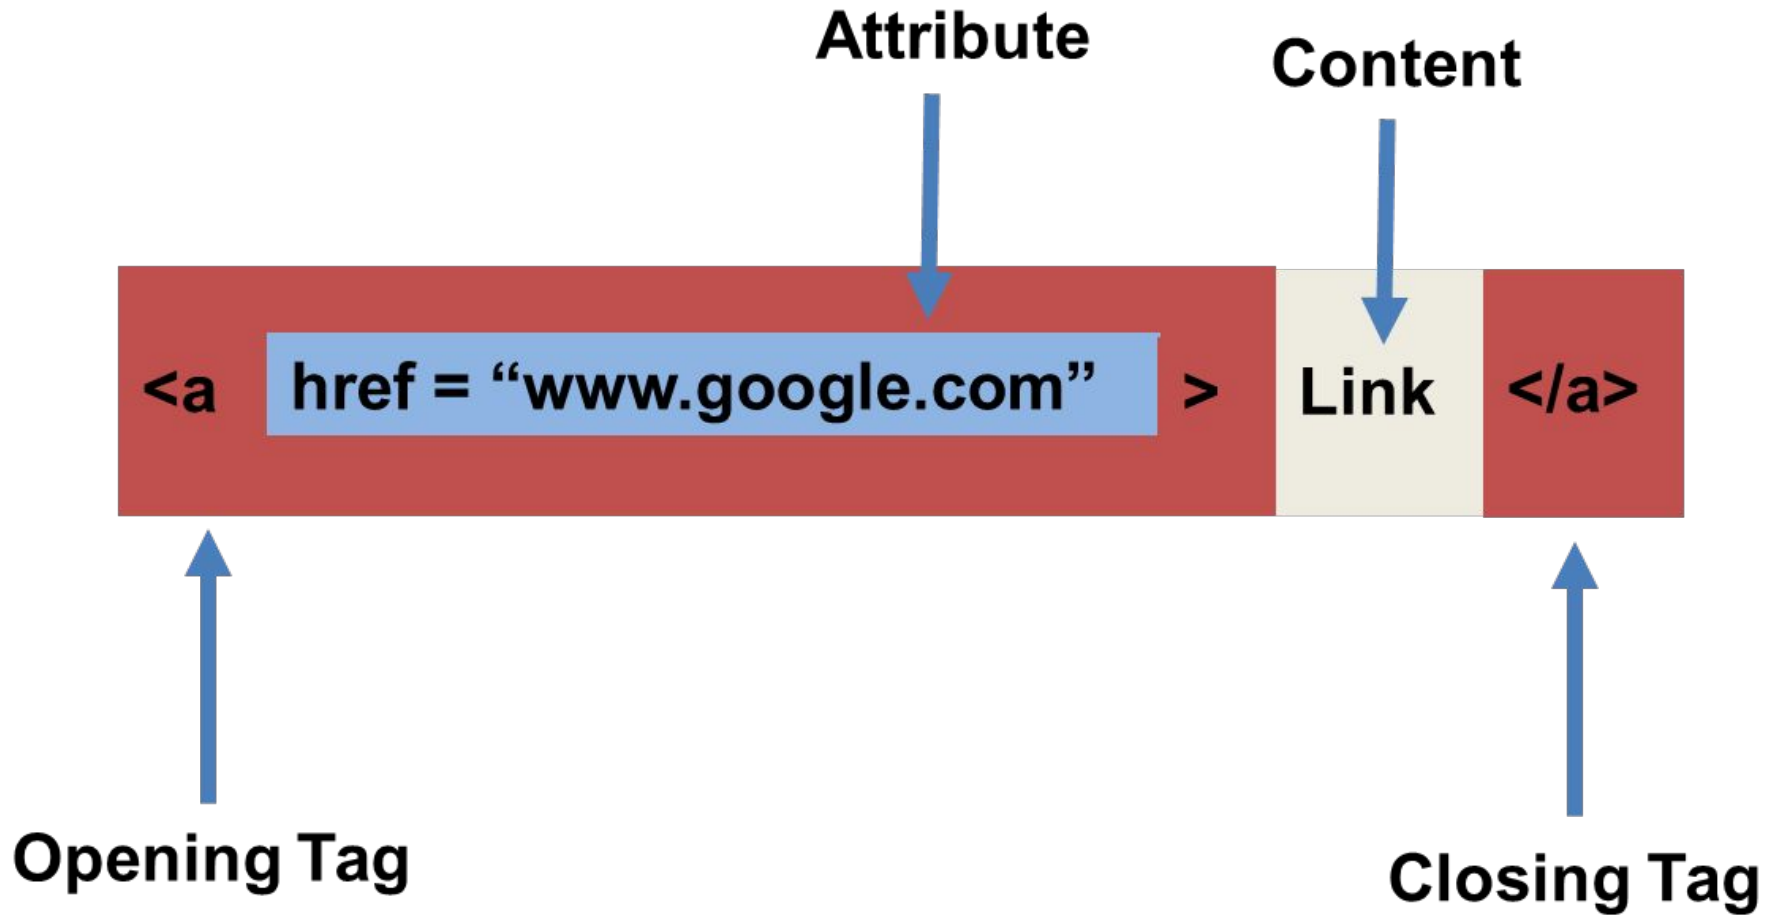 Attribute
Content
<a href = “www.google.com” > Link </a>
Opening Tag
Closing Tag